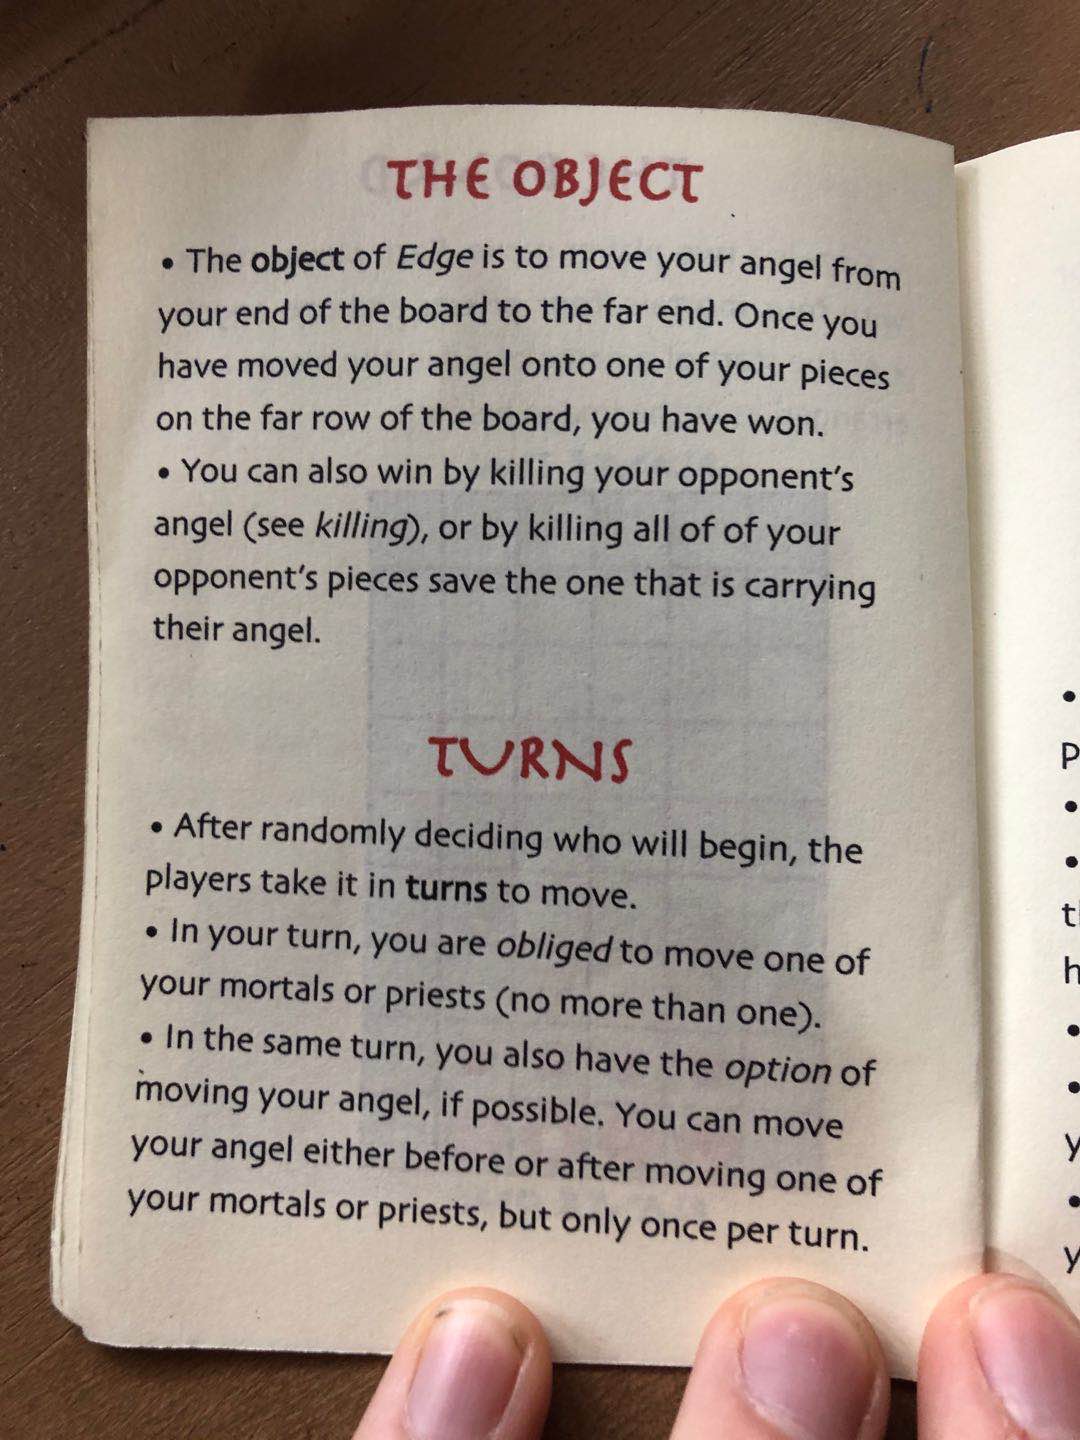 THE OBJECT
• The object of Edge is to move your angel from
your end of the board to the far end. Once you
have moved your angel onto one of your pieces
on the far row of the board, you have won.
• You can also win by killing your opponent's
angel (see killing), or by killing all of of your
opponent's pieces save the one that is carrying
their angel.
TURNS
• After randomly deciding who will begin, the
players take it in turns to move.
• In your turn, you are obliged to move one of
your mortals or priests (no more than one).
• In the same turn, you also have the option of
moving your angel, if possible. You can move
your angel either before or after moving one of
your mortals or priests, but only once per turn.